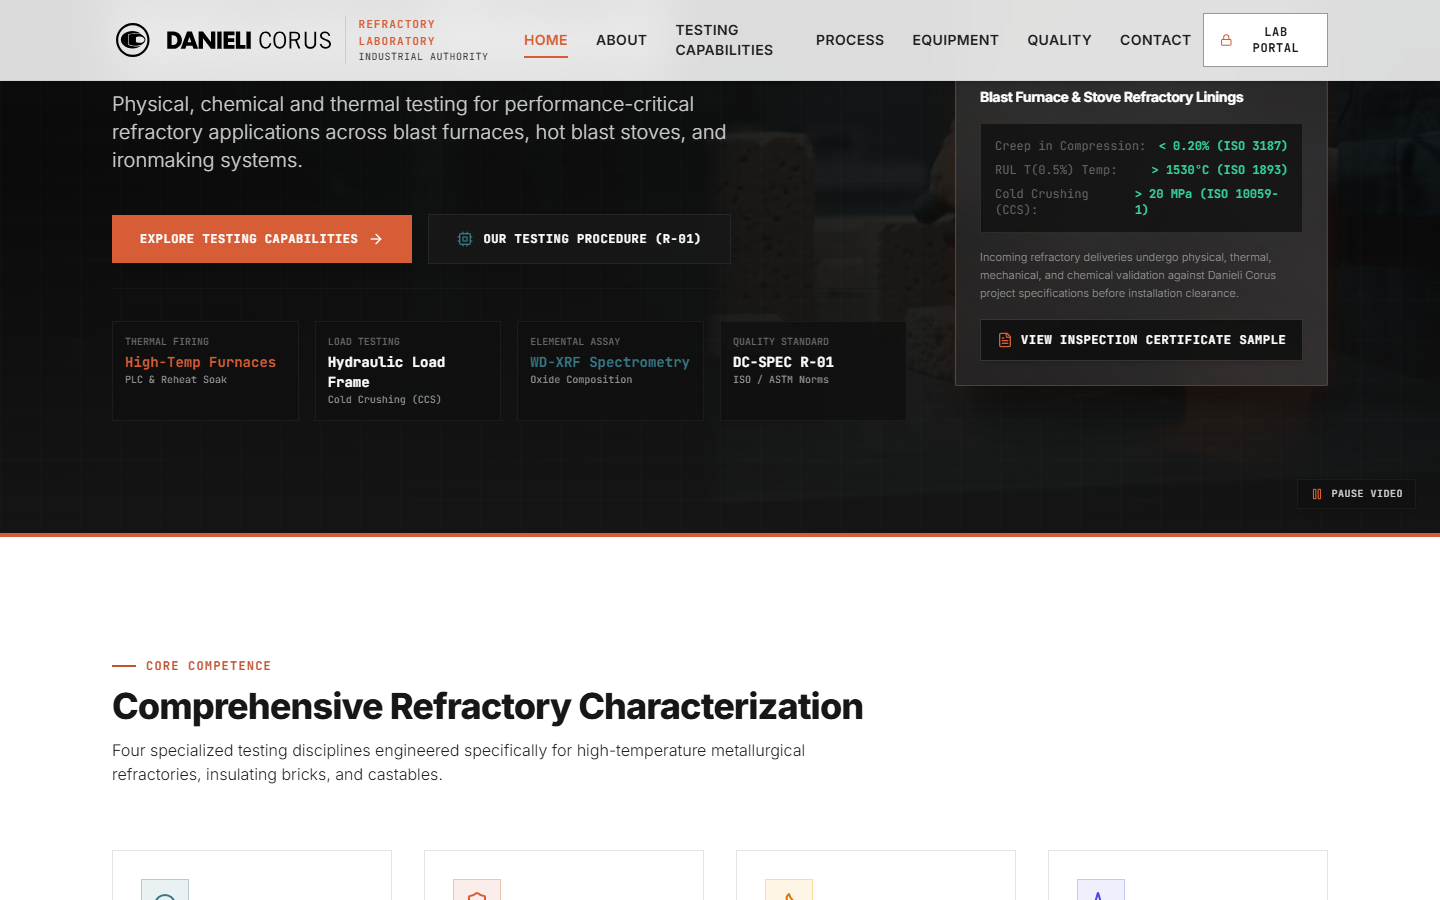 DANIELI CORUS
REFRACTORY
LABORATORY
INDUSTRIAL AUTHORITY
HOME
ABOUT
TESTING
CAPABILITIES
PROCESS
EQUIPMENT
QUALITY
CONTACT
LAB
PORTAL
Physical, chemical and thermal testing for performance-critical
refractory applications across blast furnaces, hot blast stoves, and
ironmaking systems.
EXPLORE TESTING CAPABILITIES
OUR TESTING PROCEDURE (R-01)
THERMAL FIRING
High-Temp Furnaces
PLC & Reheat Soak
LOAD TESTING
Hydraulic Load
Frame
Cold Crushing (CCS)
ELEMENTAL ASSAY
WD-XRF Spectrometry
Oxide Composition
QUALITY STANDARD
DC-SPEC R-01
ISO / ASTM Norms
Blast Furnace & Stove Refractory Linings
Creep in Compression: < 0.20% (ISO 3187)
RUL T(0.5%) Temp: > 1530°C (ISO 1893)
Cold Crushing
(CCS):
> 20 MPa (ISO 10059-
1)
Incoming refractory deliveries undergo physical, thermal,
mechanical, and chemical validation against Danieli Corus
project specifications before installation clearance.
VIEW INSPECTION CERTIFICATE SAMPLE
PAUSE VIDEO
CORE COMPETENCE
Comprehensive Refractory Characterization
Four specialized testing disciplines engineered specifically for high-temperature metallurgical
refractories, insulating bricks, and castables.